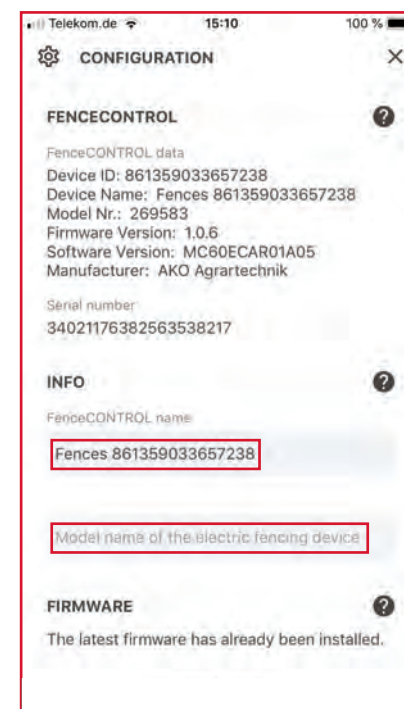 Telekom.de 15:10 100 %
CONFIGURATION
FENCECONTROL
FenceCONTROL data
Device ID: 861359033657238
Device Name: Fences 861359033657238
Model Nr.: 269583
Firmware Version: 1.0.6
Software Version: MC60ECAR01A05
Manufacturer: AKO Agrartechnik
Serial number
34021176382563538217
INFO
FenceCONTROL name
Fences 861359033657238
Model name of the electric fencing device
FIRMWARE
The latest firmware has already been installed.